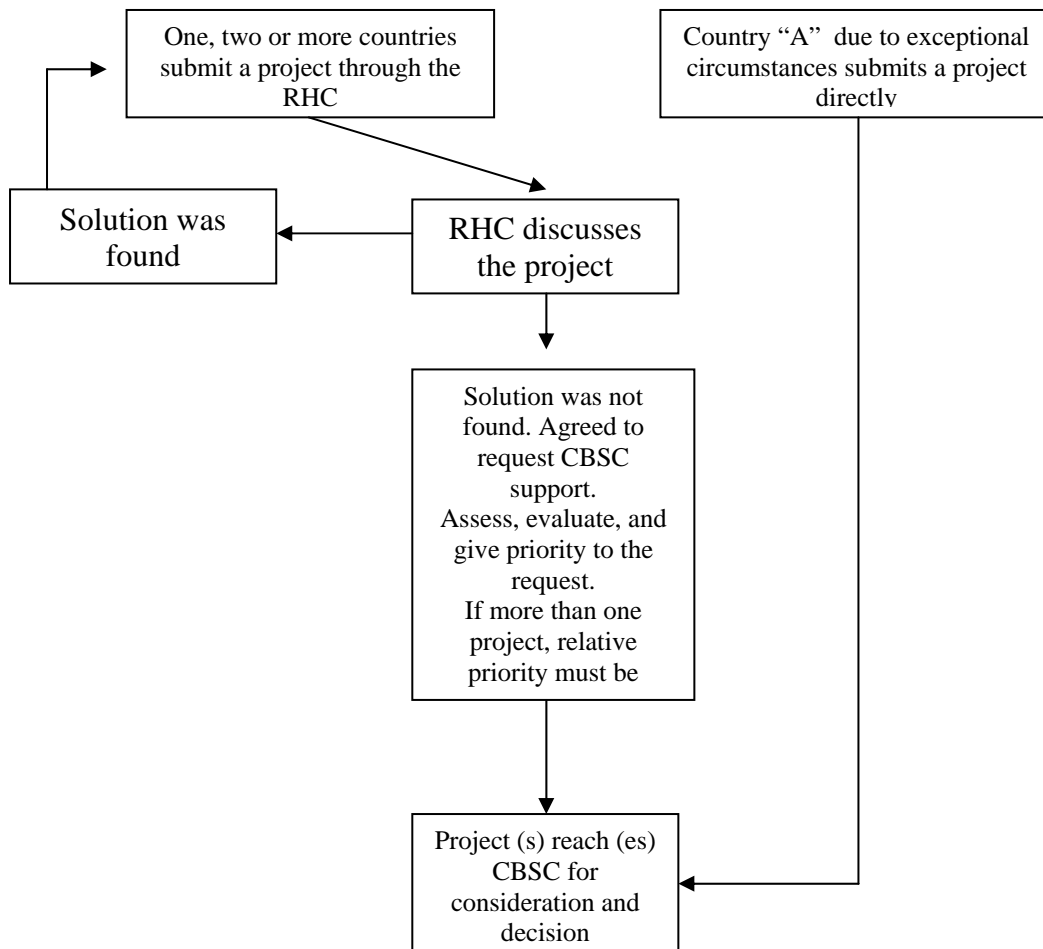 One, two or more countries
submit a project through the
RHC
Country “A” due to exceptional
circumstances submits a project
directly
Solution was
found
RHC discusses
the project
Solution was not
found. Agreed to
request CBSC
support.
Assess, evaluate, and
give priority to the
request.
If more than one
project, relative
priority must be
Project (s) reach (es)
CBSC for
consideration and
decision